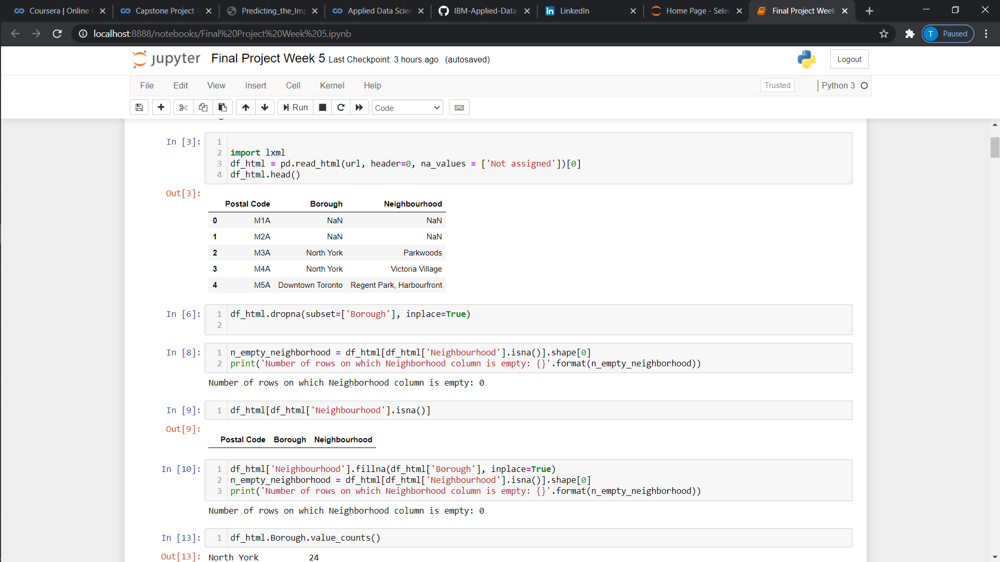 Coursera | Online C
Capstone Project -
Predicting_the_Imp
Applied Data Scien
IBM-Applied-Data-
LinkedIn
Home Page - Selec
Final Project Week
localhost:8888/notebooks/Final%20Project%20Week%205.ipynb
T Paused
jupyter Final Project Week 5 Last Checkpoint: 3 hours ago (autosaved)
Logout
File Edit View Insert Cell Kernel Help
Trusted
Python 3
Run
Code
In [3]:
1
2 import lxml
3 df_html = pd.read_html(url, header=0, na_values = ['Not assigned'])[0]
4 df_html.head()
Out[3]:
Postal Code Borough Neighbourhood
0 M1A NaN NaN
1 M2A NaN NaN
2 M3A North York Parkwoods
3 M4A North York Victoria Village
4 M5A Downtown Toronto Regent Park, Harbourfront
In [6]:
1 df_html.dropna(subset=['Borough'], inplace=True)
2
In [8]:
1 n_empty_neighborhood = df_html[df_html['Neighbourhood'].isna()].shape[0]
2 print('Number of rows on which Neighborhood column is empty: {}'.format(n_empty_neighborhood))
Number of rows on which Neighborhood column is empty: 0
In [9]:
1 df_html[df_html['Neighbourhood'].isna()]
Out[9]:
Postal Code Borough Neighbourhood
In [10]:
1 df_html['Neighbourhood'].fillna(df_html['Borough'], inplace=True)
2 n_empty_neighborhood = df_html[df_html['Neighbourhood'].isna()].shape[0]
3 print('Number of rows on which Neighborhood column is empty: {}'.format(n_empty_neighborhood))
Number of rows on which Neighborhood column is empty: 0
In [13]:
1 df_html.Borough.value_counts()
Out[13]:
North York 24